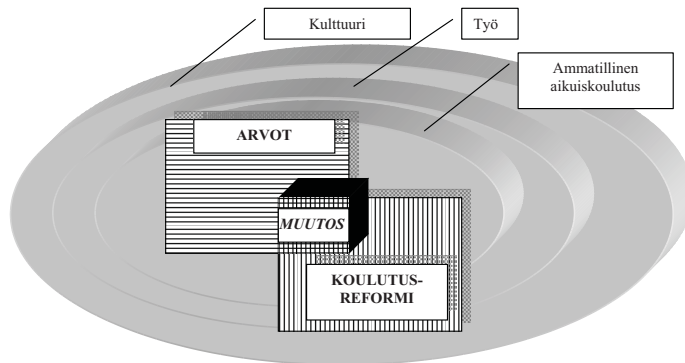 Kulttuuri
Työ
Ammatillinen
aikuiskoulutus
ARVOT
MUUTOS
KOULUTUS-
REFORMI